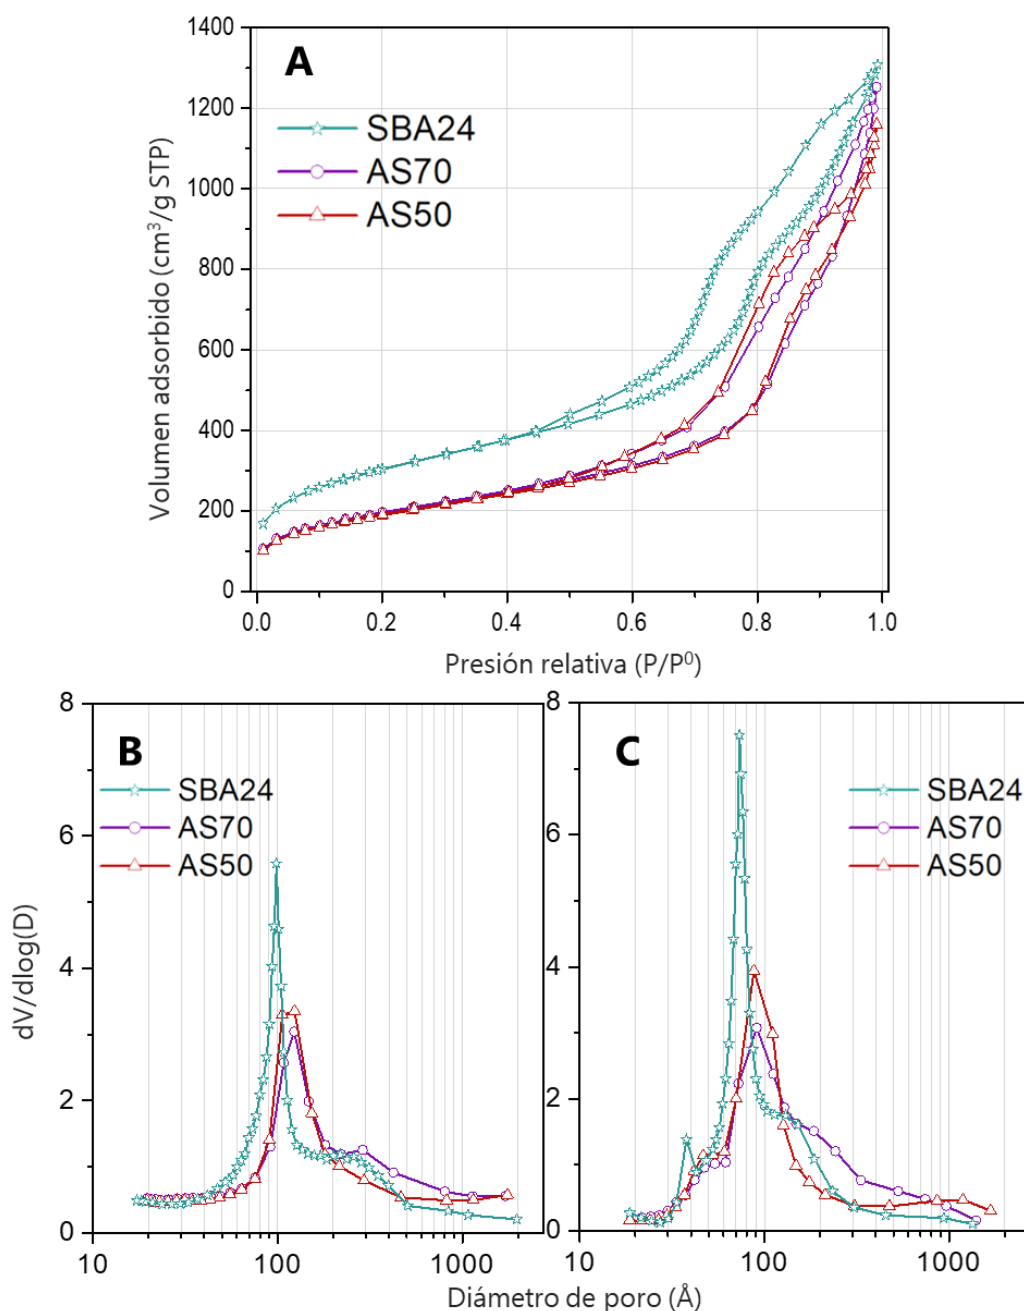 A
SBA24
AS70
AS50
Volumen adsorbido (cm³/g STP)
1400
1200
1000
800
600
400
200
0
0.0 0.2 0.4 0.6 0.8 1.0
Presión relativa (P/P⁰)
B
SBA24
AS70
AS50
dV/dlog(D)
8
6
4
2
0
10 100 1000
C
SBA24
AS70
AS50
8
6
4
2
0
10 100 1000
Diámetro de poro (Å)